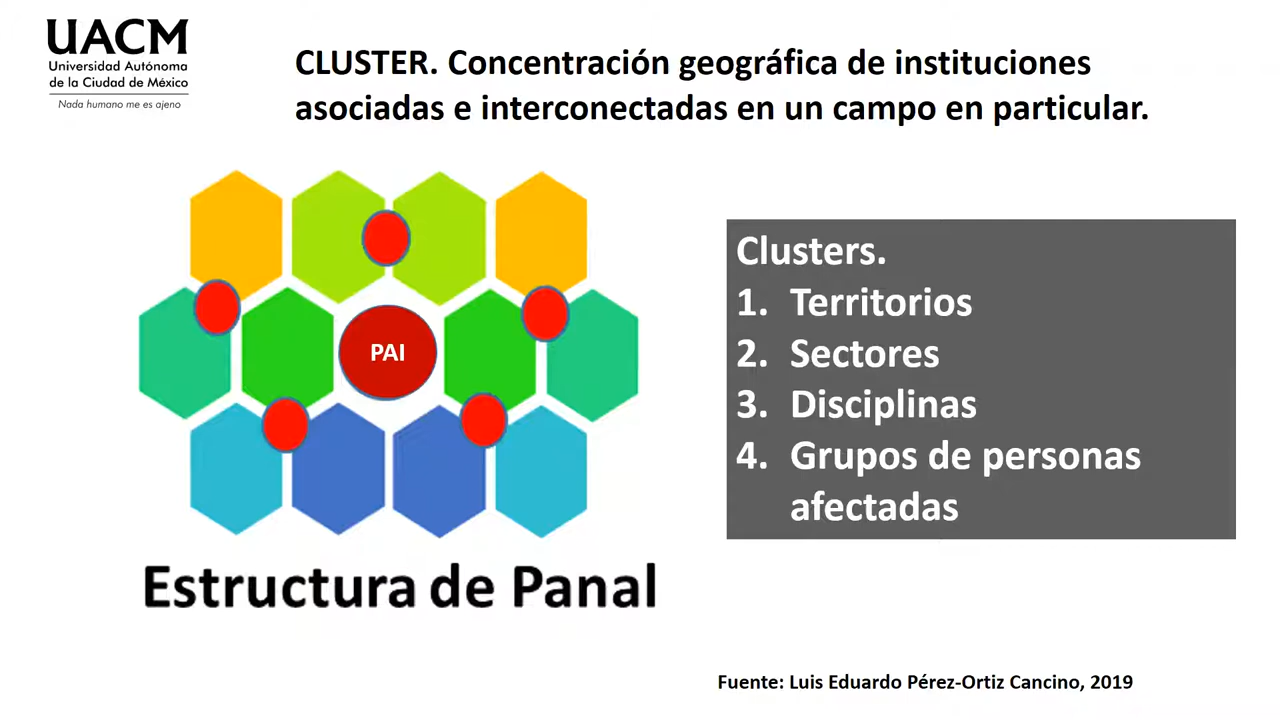 UACM
Universidad Autónoma
de la Ciudad de México
Nada humano me es ajeno
CLUSTER. Concentración geográfica de instituciones
asociadas e interconectadas en un campo en particular.
PAI
Estructura de Panal
Clusters.
1. Territorios
2. Sectores
3. Disciplinas
4. Grupos de personas
afectadas
Fuente: Luis Eduardo Pérez-Ortiz Cancino, 2019